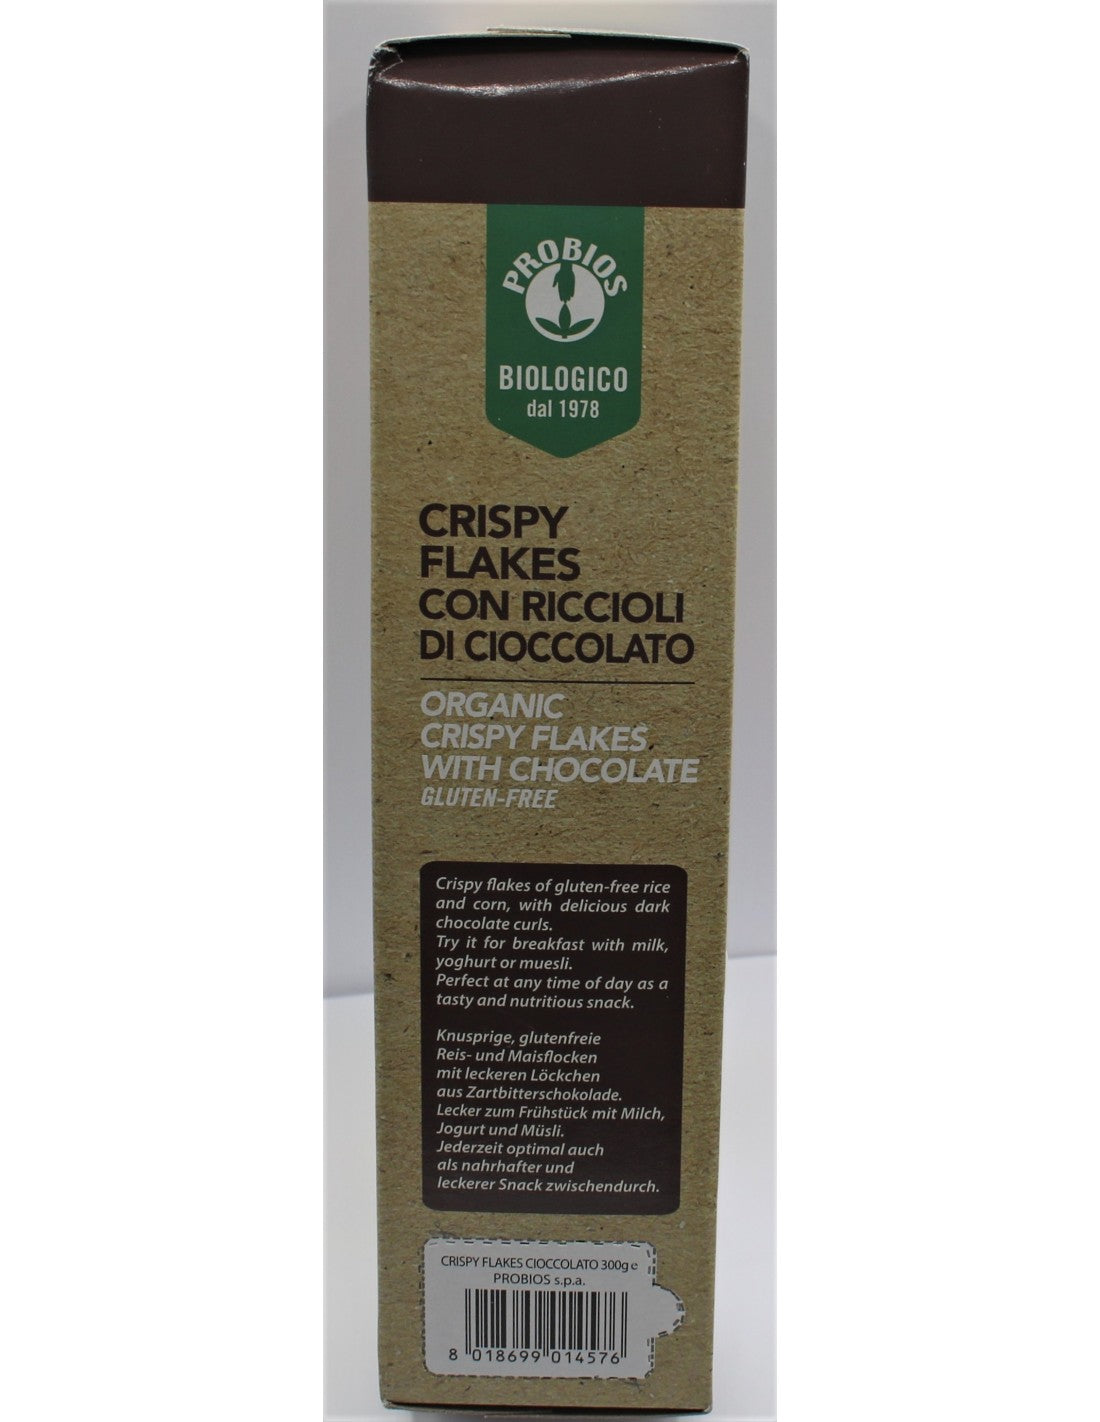 PROBIOS
BIOLOGICO
dal 1978
CRISPY
FLAKES
CON RICCIOLI
DI CIOCCOLATO
ORGANIC
CRISPY FLAKES
WITH CHOCOLATE
GLUTEN-FREE
Crispy flakes of gluten-free rice
and corn, with delicious dark
chocolate curls.
Try it for breakfast with milk,
yoghurt or muesli.
Perfect at any time of day as a
tasty and nutritious snack.
Knusprige, glutenfreie
Reis- und Maisflocken
mit leckeren Löckchen
aus Zartbitterschokolade.
Lecker zum Frühstück mit Milch,
Jogurt und Müsli.
Jederzeit optimal auch
als nahrhafter und
leckerer Snack zwischendurch.
CRISPY FLAKES CIOCCOLATO 300g e
PROBIOS s.p.a.
8 018699 014576